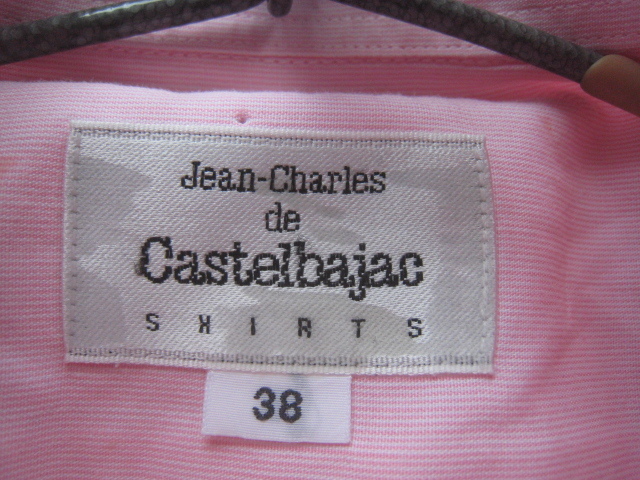 Jean-Charles
de
Castelbajac
SHIRTS
38